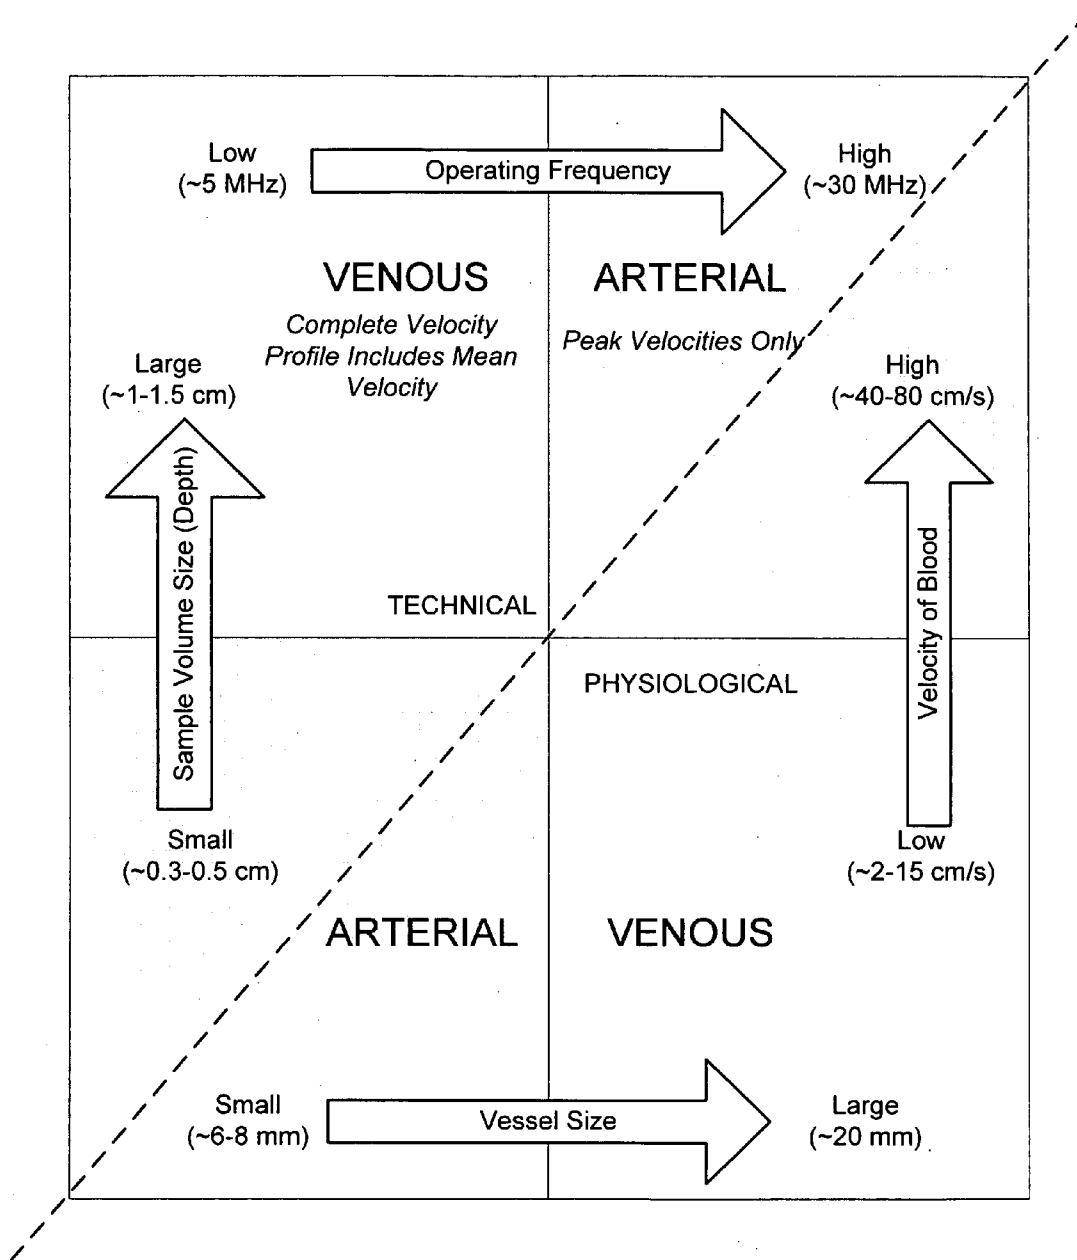 Low
(~5 MHz)
Operating Frequency
High
(~30 MHz)
VENOUS
Complete Velocity
Profile Includes Mean
Velocity
ARTERIAL
Peak Velocities Only
Large
(~1-1.5 cm)
Sample Volume Size (Depth)
Small
(~0.3-0.5 cm)
High
(~40-80 cm/s)
Velocity of Blood
Low
(~2-15 cm/s)
TECHNICAL
PHYSIOLOGICAL
ARTERIAL
VENOUS
Small
(~6-8 mm)
Vessel Size
Large
(~20 mm)